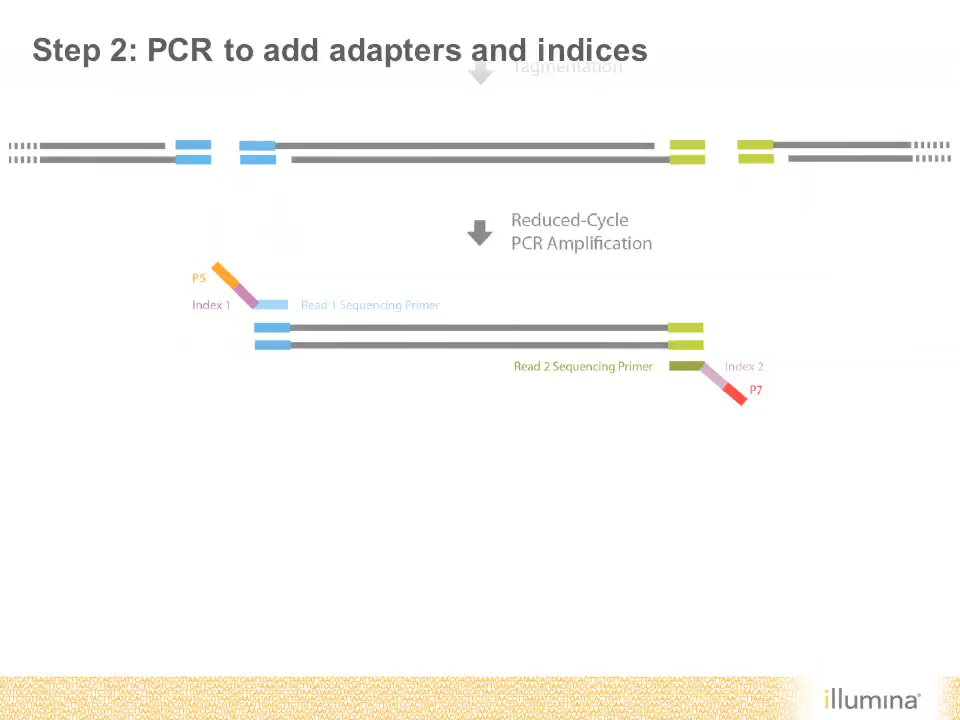 Step 2: PCR to add adapters and indices
Tagmentation
Reduced-Cycle
PCR Amplification
P5
Index 1
Read 1 Sequencing Primer
Read 2 Sequencing Primer
Index 2
P7
illumina®